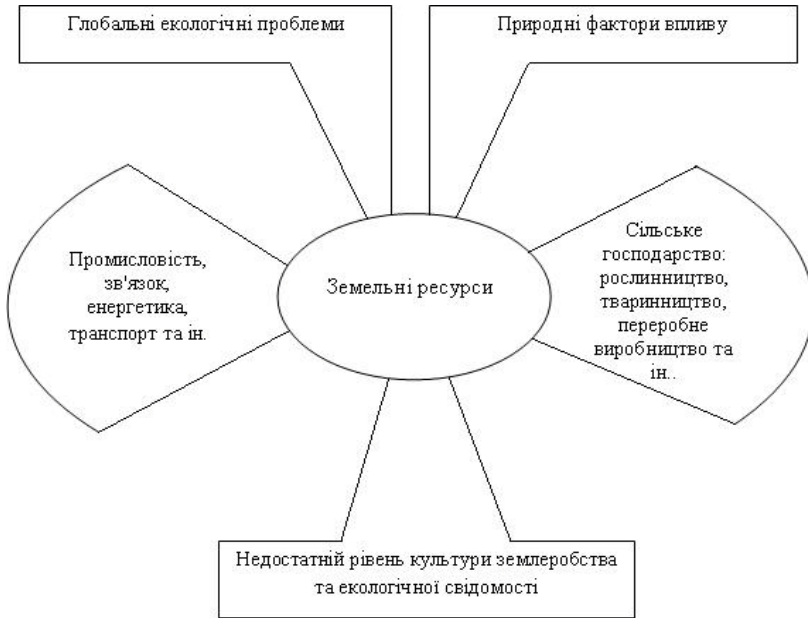 Глобальні екологічні проблеми
Природні фактори впливу
Промисловість,
зв'язок,
енергетика,
транспорт та ін.
Земельні ресурси
Сільське
господарство:
рослинництво,
тваринництво,
переробне
виробництво та
ін..
Недостатній рівень культури землеробства
та екологічної свідомості